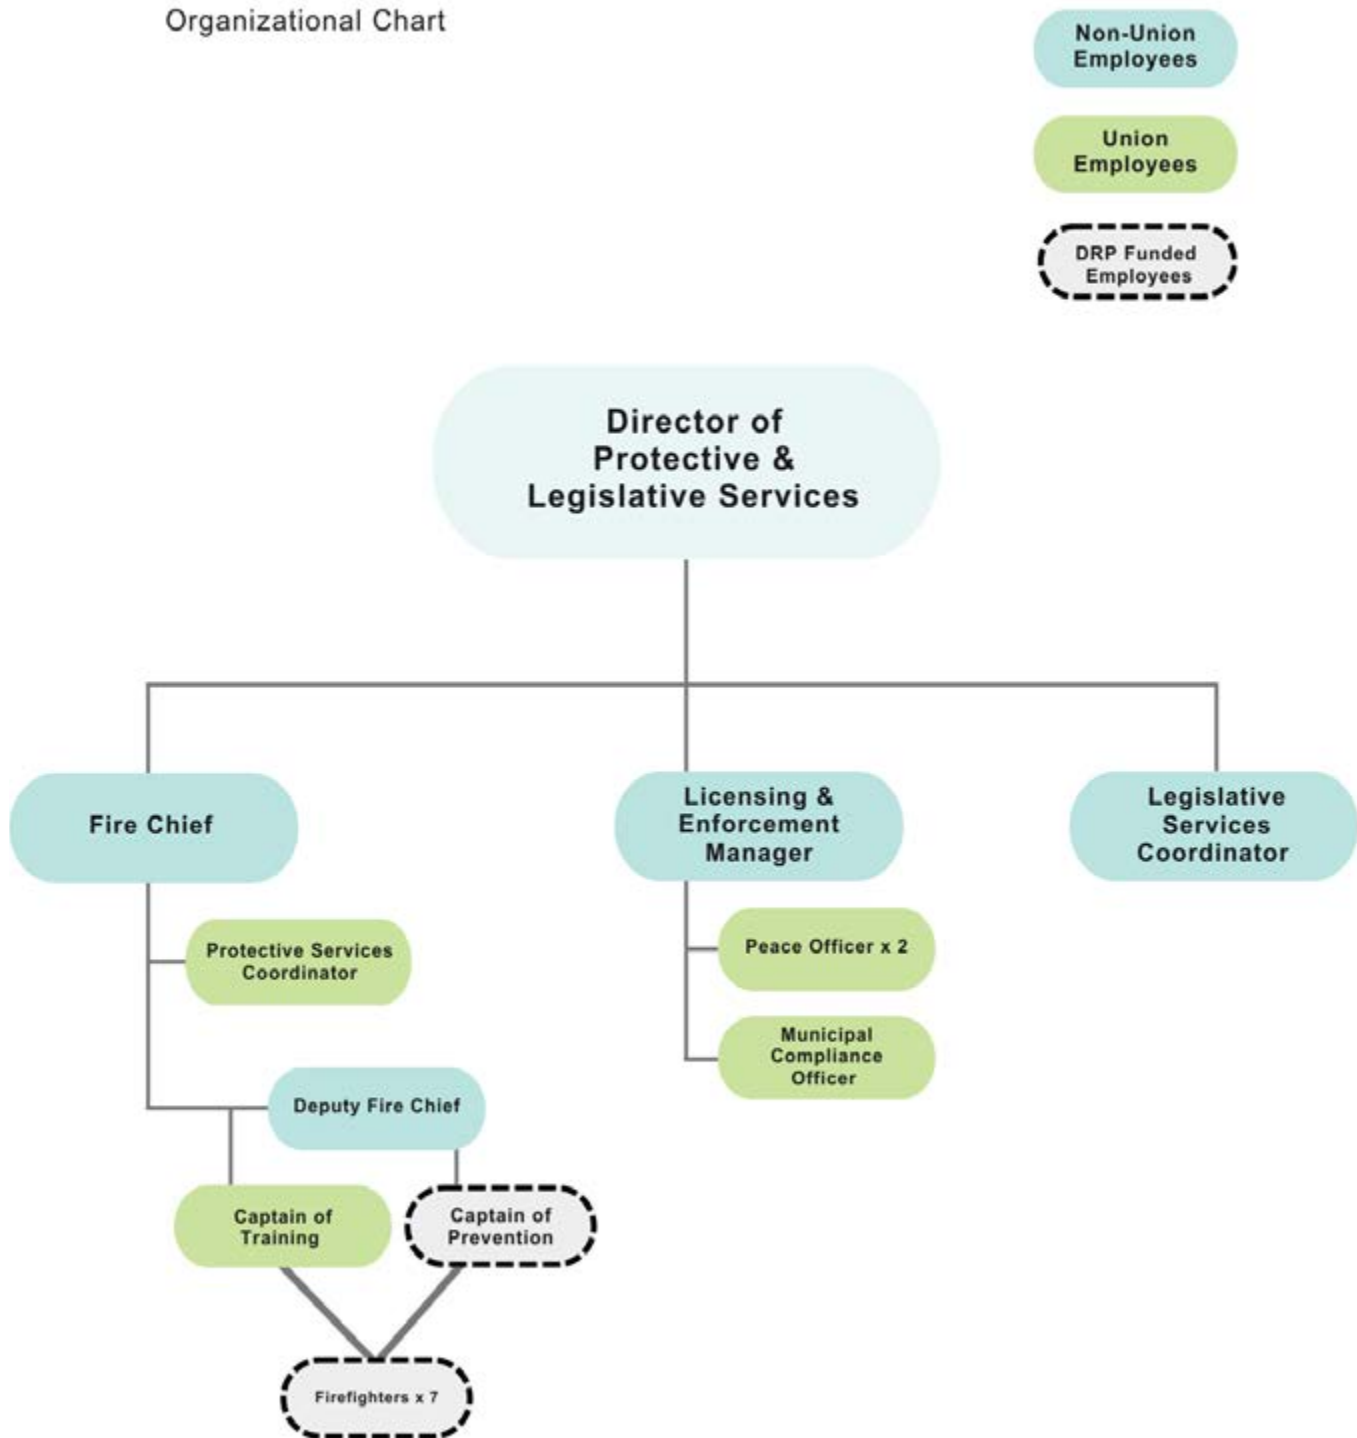 Organizational Chart
Non-Union
Employees
Union
Employees
DRP Funded
Employees
Director of
Protective &
Legislative Services
Fire Chief
Licensing &
Enforcement
Manager
Legislative
Services
Coordinator
Protective Services
Coordinator
Peace Officer x 2
Municipal
Compliance
Officer
Deputy Fire Chief
Captain of
Training
Captain of
Prevention
Firefighters x 7